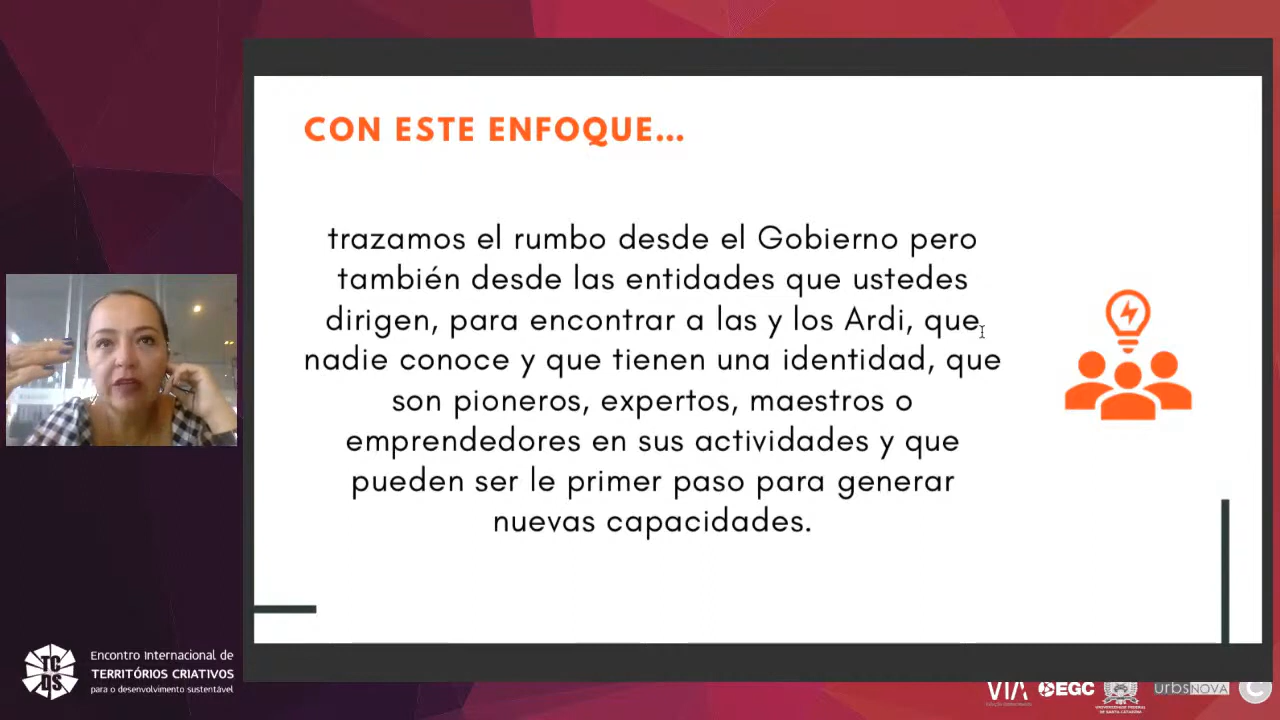 CON ESTE ENFOQUE...
trazamos el rumbo desde el Gobierno pero
también desde las entidades que ustedes
dirigen, para encontrar a las y los Ardi, que
nadie conoce y que tienen una identidad, que
son pioneros, expertos, maestros o
emprendedores en sus actividades y que
pueden ser le primer paso para generar
nuevas capacidades.
TC
DS
Encontro Internacional de
TERRITÓRIOS CRIATIVOS
para o desenvolvimento sustentável
VIA
EGC
UNIVERSIDADE FEDERAL
DE SANTA CATARINA
urbsNOVA
C